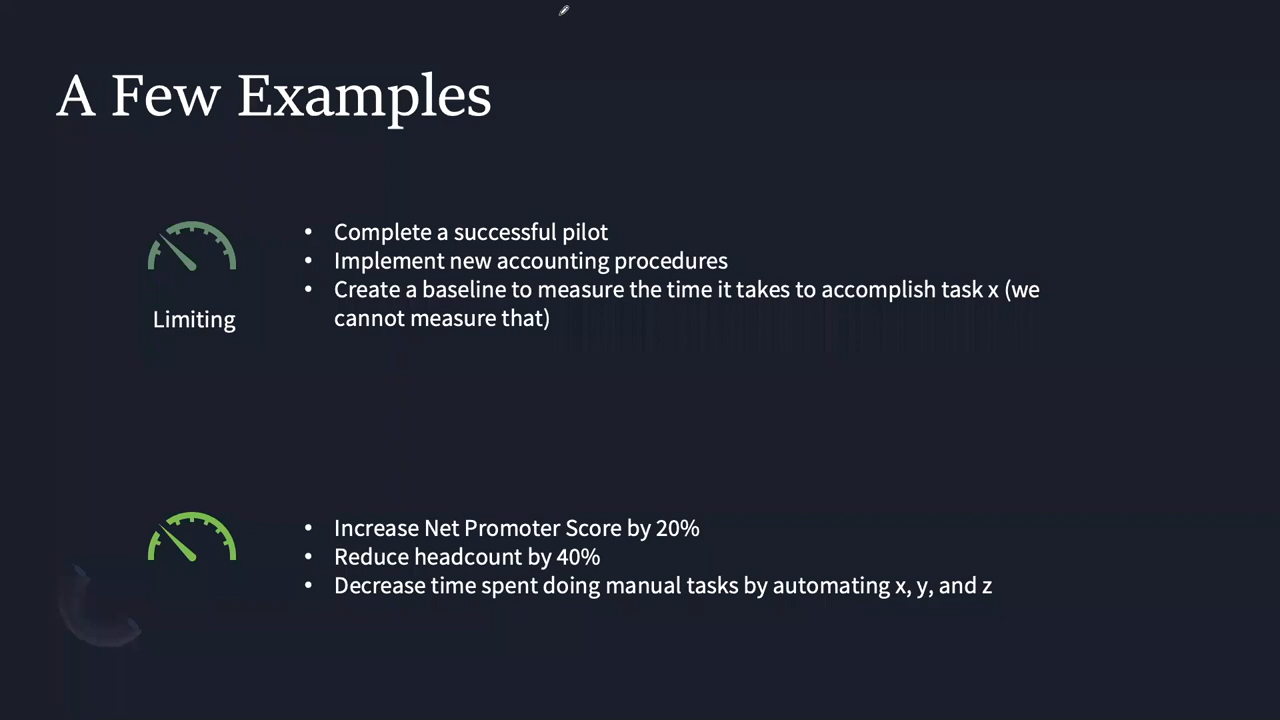 A Few Examples
• Complete a successful pilot
• Implement new accounting procedures
• Create a baseline to measure the time it takes to accomplish task x (we
cannot measure that)
Limiting
• Increase Net Promoter Score by 20%
• Reduce headcount by 40%
• Decrease time spent doing manual tasks by automating x, y, and z